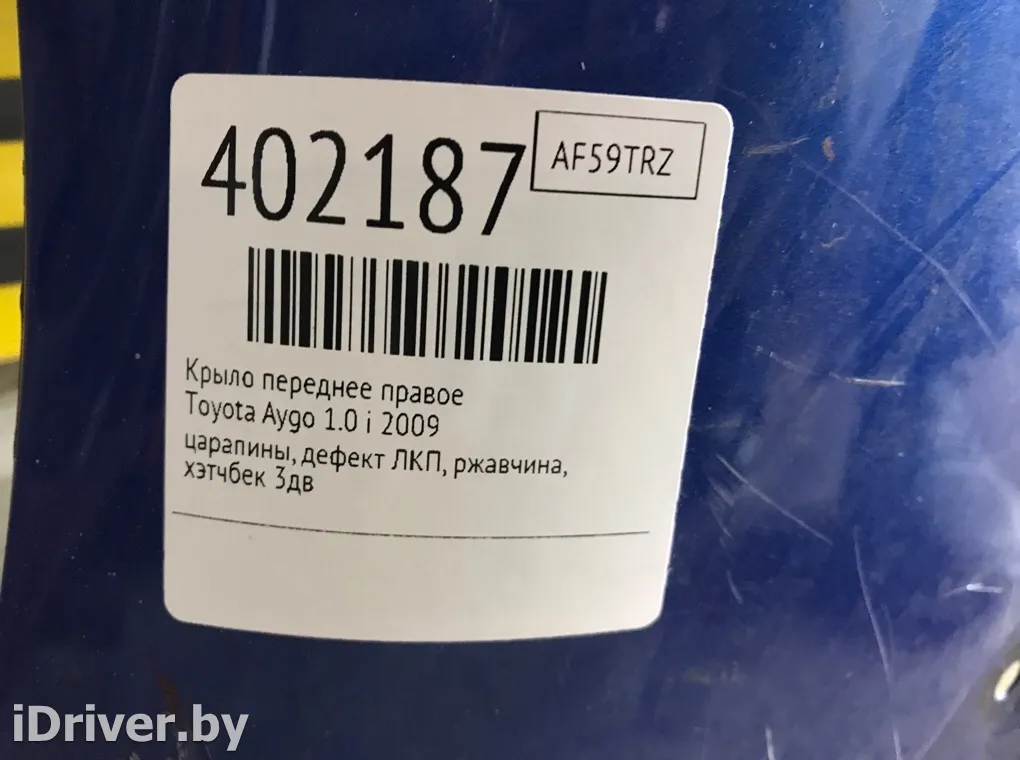 402187
AF59TRZ
Крыло переднее правое
Toyota Aygo 1.0 i 2009
царапины, дефект ЛКП, ржавчина,
хэтчбек 3дв
iDriver.by